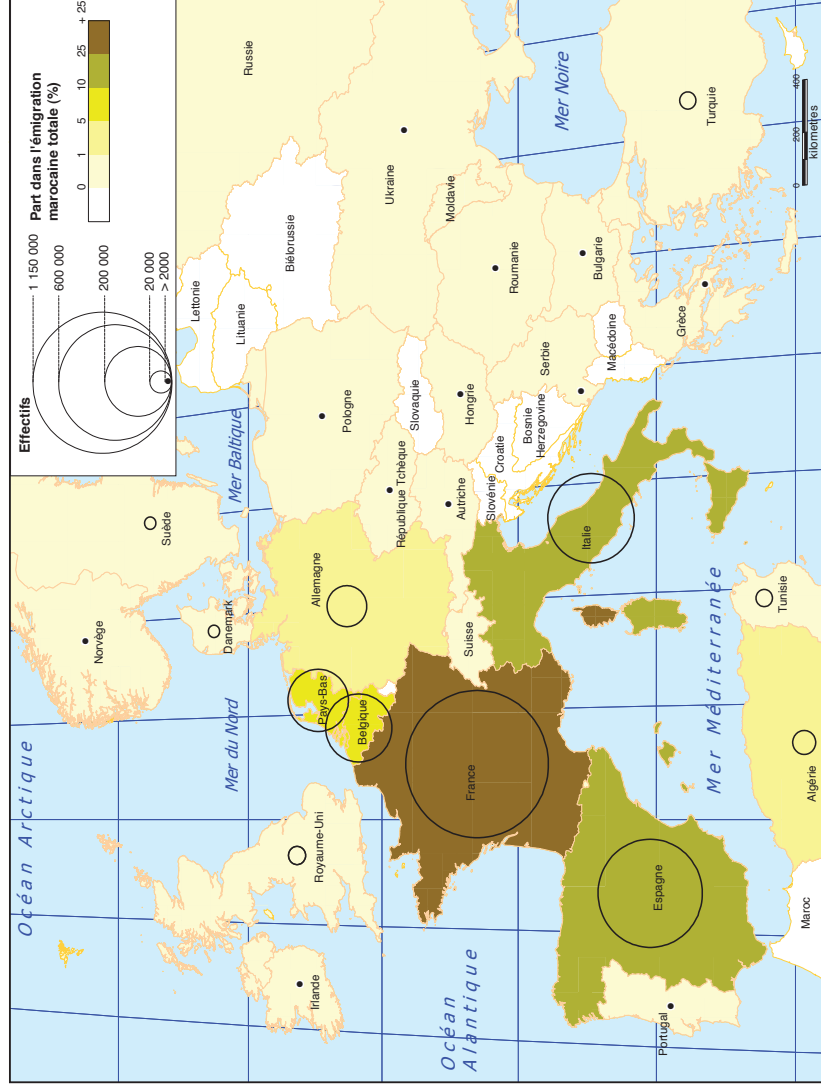 Effectifs
1 150 000
600 000
200 000
20 000
> 2000
Part dans l'émigration
marocaine totale (%)
0
1
5
10
25
+ 25
Océan Arctique
Norvège
Suède
Danemark
Mer Baltique
Lettonie
Lituanie
Biélorussie
Russie
Mer du Nord
Royaume-Uni
Irlande
Pays-Bas
Belgique
Allemagne
Pologne
République Tchèque
Slovaquie
Ukraine
Moldavie
Océan
Alantique
France
Suisse
Autriche
Hongrie
Slovénie
Croatie
Bosnie
Herzegovine
Serbie
Roumanie
Bulgarie
Macédoine
Mer Noire
Portugal
Espagne
Italie
Grèce
Turquie
Mer Méditerranée
Maroc
Algérie
Tunisie
0
200
400
kilometres